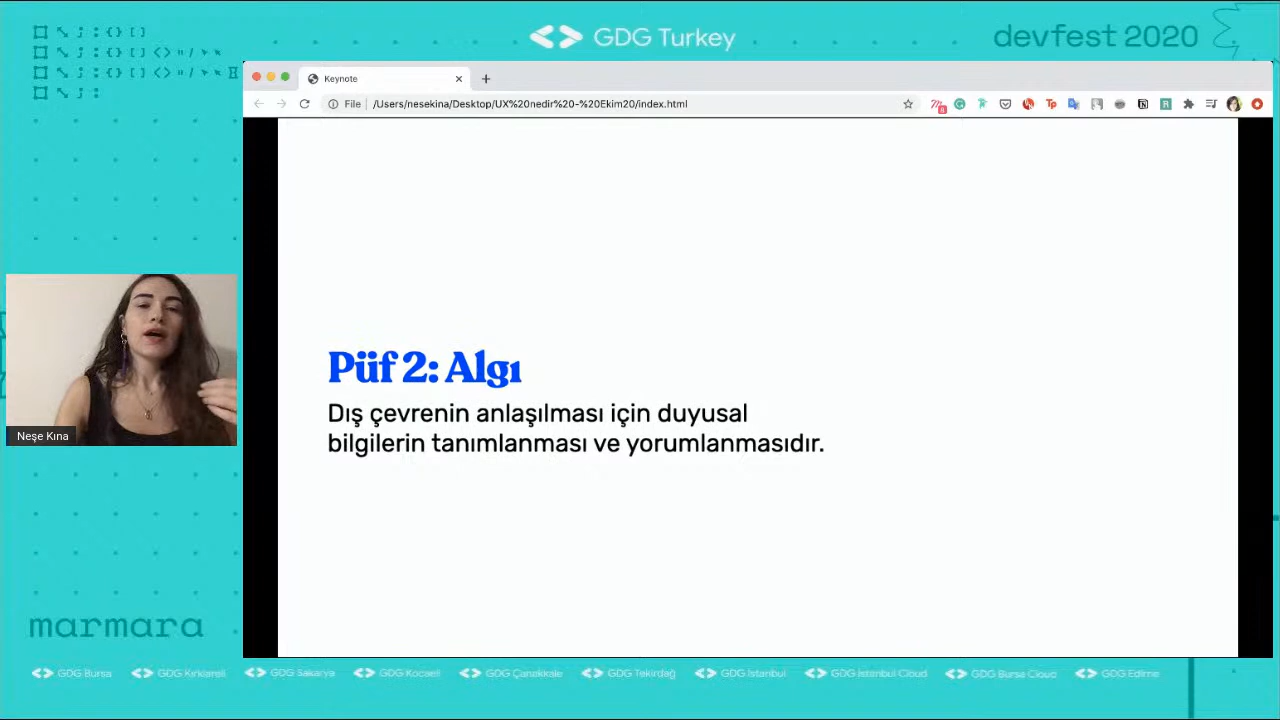 GDG Turkey
devfest 2020
Keynote
File
/Users/nesekina/Desktop/UX%20nedir%20-%20Ekim20/index.html
Püf 2: Algı
Dış çevrenin anlaşılması için duyusal
bilgilerin tanımlanması ve yorumlanmasıdır.
Neşe Kına
marmara
GDG Bursa
GDG Kırklareli
GDG Sakarya
GDG Kocaeli
GDG Çanakkale
GDG Tekirdağ
GDG İstanbul
GDG İstanbul Cloud
GDG Bursa Cloud
GDG Edirne